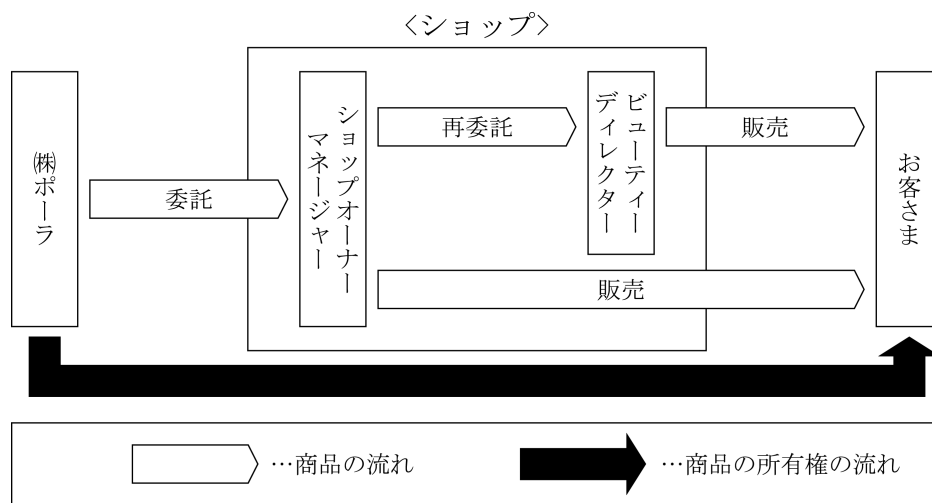 〈ショップ〉
㈱ポーラ
委託
ショップオーナー
マネージャー
再委託
ビューティー
ディレクター
販売
販売
お客さま
…商品の流れ
…商品の所有権の流れ